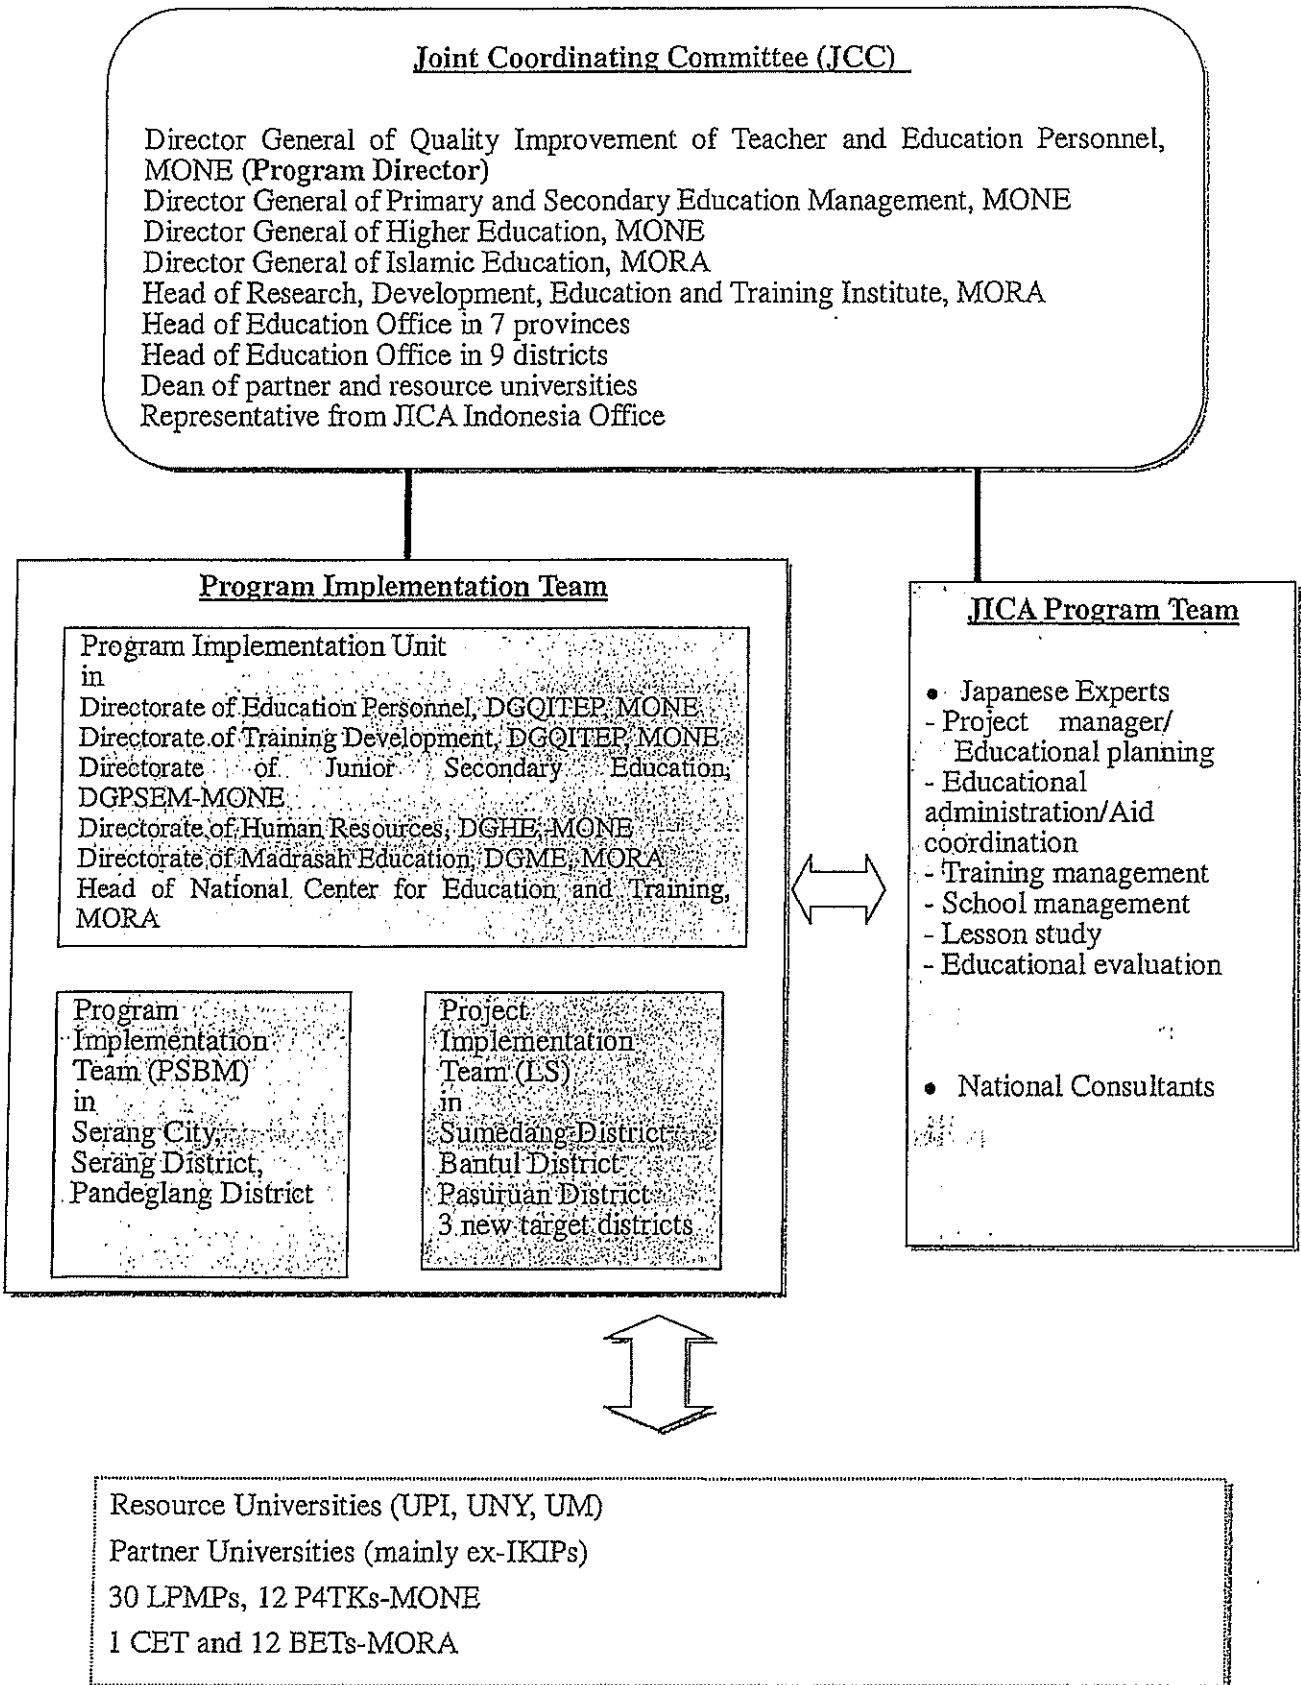 Joint Coordinating Committee (JCC)
Director General of Quality Improvement of Teacher and Education Personnel,
MONE (Program Director)
Director General of Primary and Secondary Education Management, MONE
Director General of Higher Education, MONE
Director General of Islamic Education, MORA
Head of Research, Development, Education and Training Institute, MORA
Head of Education Office in 7 provinces
Head of Education Office in 9 districts
Dean of partner and resource universities
Representative from JICA Indonesia Office
Program Implementation Team
Program Implementation Unit
in
Directorate of Education Personnel, DGQITEP, MONE
Directorate of Training Development, DGQITEP, MONE
Directorate of Junior Secondary Education,
DGPSEM-MONE
Directorate of Human Resources, DGHE, MONE
Directorate of Madrasah Education, DGME, MORA
Head of National Center for Education and Training,
MORA
Program
Implementation
Team (PSBM)
in
Serang City,
Serang District,
Pandeglang District
Project
Implementation
Team (LS)
in
Sumedang District
Bantul District
Pasuruan District
3 new target districts
JICA Program Team
• Japanese Experts
- Project manager/
Educational planning
- Educational
administration/Aid
coordination
- Training management
- School management
- Lesson study
- Educational evaluation
• National Consultants
Resource Universities (UPI, UNY, UM)
Partner Universities (mainly ex-IKIPs)
30 LPMPs, 12 P4TKs-MONE
1 CET and 12 BETs-MORA